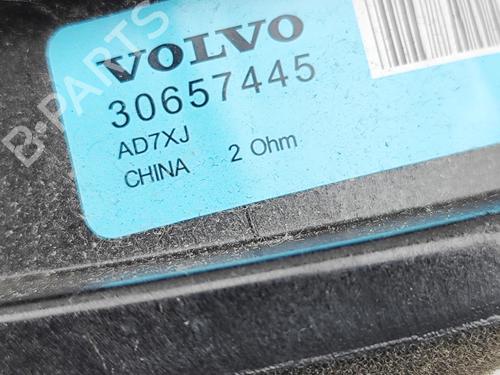 B-PARTS
VOLVO
30657445
AD7XJ
CHINA 2 Ohm